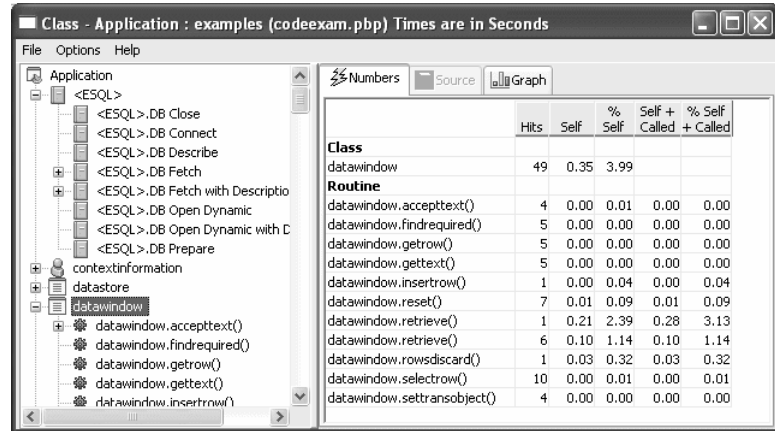 Class - Application : examples (codeexam.pbp) Times are in Seconds
File Options Help
Application
<ESQL>
<ESQL>.DB Close
<ESQL>.DB Connect
<ESQL>.DB Describe
<ESQL>.DB Fetch
<ESQL>.DB Fetch with Descriptio
<ESQL>.DB Open Dynamic
<ESQL>.DB Open Dynamic with D
<ESQL>.DB Prepare
contextinformation
datastore
datawindow
datawindow.accepttext()
datawindow.findrequired()
datawindow.getrow()
datawindow.gettext()
datawindow.insertrow()
Numbers Source Graph
Hits Self % Self Self + Called % Self + Called
Class
datawindow 49 0.35 3.99
Routine
datawindow.accepttext() 4 0.00 0.01 0.00 0.00
datawindow.findrequired() 5 0.00 0.00 0.00 0.00
datawindow.getrow() 5 0.00 0.00 0.00 0.00
datawindow.gettext() 5 0.00 0.00 0.00 0.00
datawindow.insertrow() 1 0.00 0.04 0.00 0.04
datawindow.reset() 7 0.01 0.09 0.01 0.09
datawindow.retrieve() 1 0.21 2.39 0.28 3.13
datawindow.retrieve() 6 0.10 1.14 0.10 1.14
datawindow.rowsdiscard() 1 0.03 0.32 0.03 0.32
datawindow.selectrow() 10 0.00 0.01 0.00 0.01
datawindow.settransobject() 4 0.00 0.00 0.00 0.00